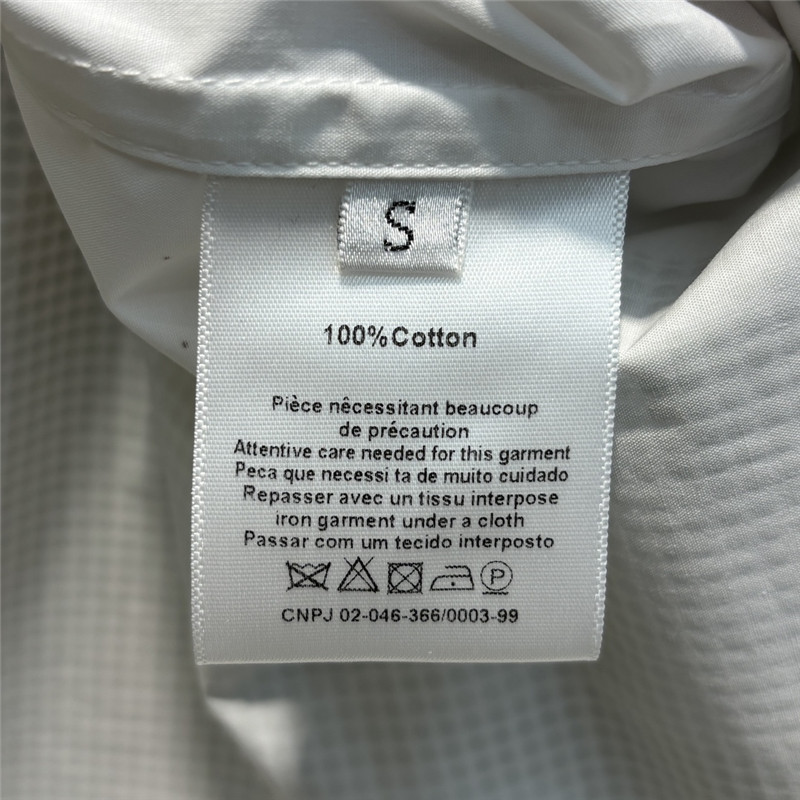 S
100%Cotton
Pièce nêcessitant beaucoup
de précaution
Attentive care needed for this garment
Peca que necessi ta de muito cuidado
Repasser avec un tissu interpose
iron garment under a cloth
Passar com um tecido interposto
P
CNPJ 02-046-366/0003-99